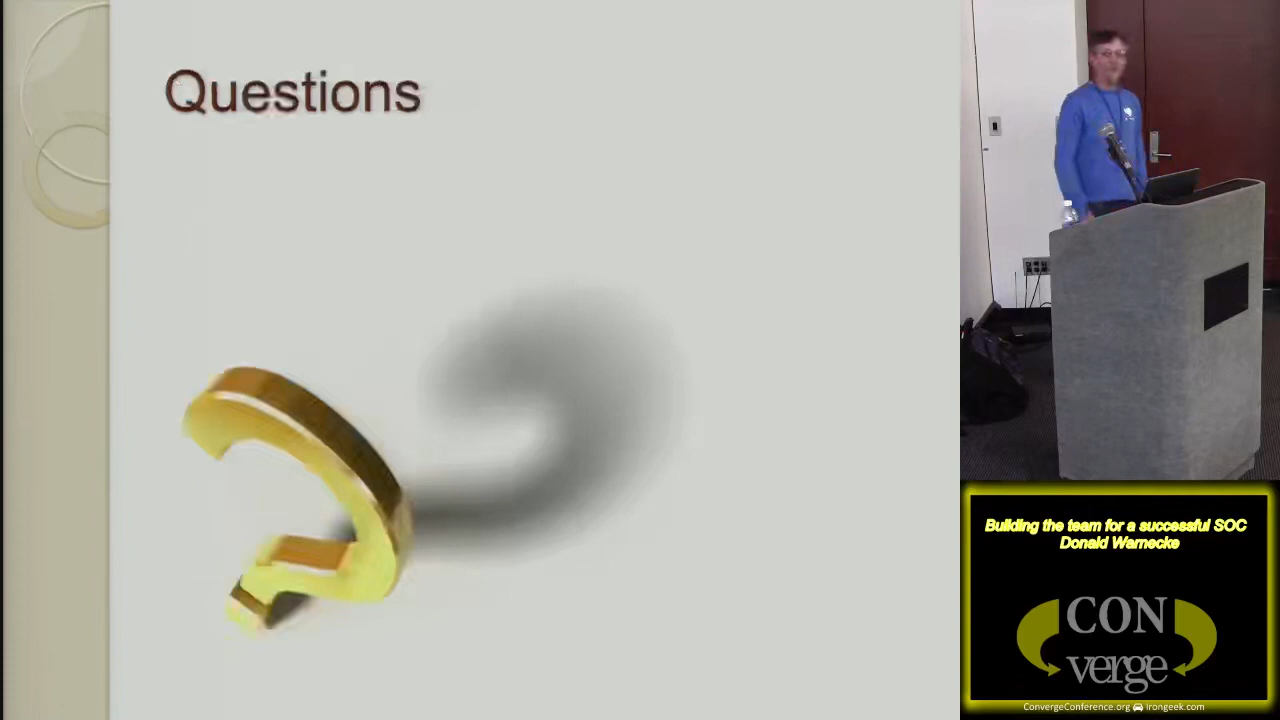 Questions
Building the team for a successful SOC
Donald Warnecke
CON
verge
ConvergeConference.org Irongeek.com